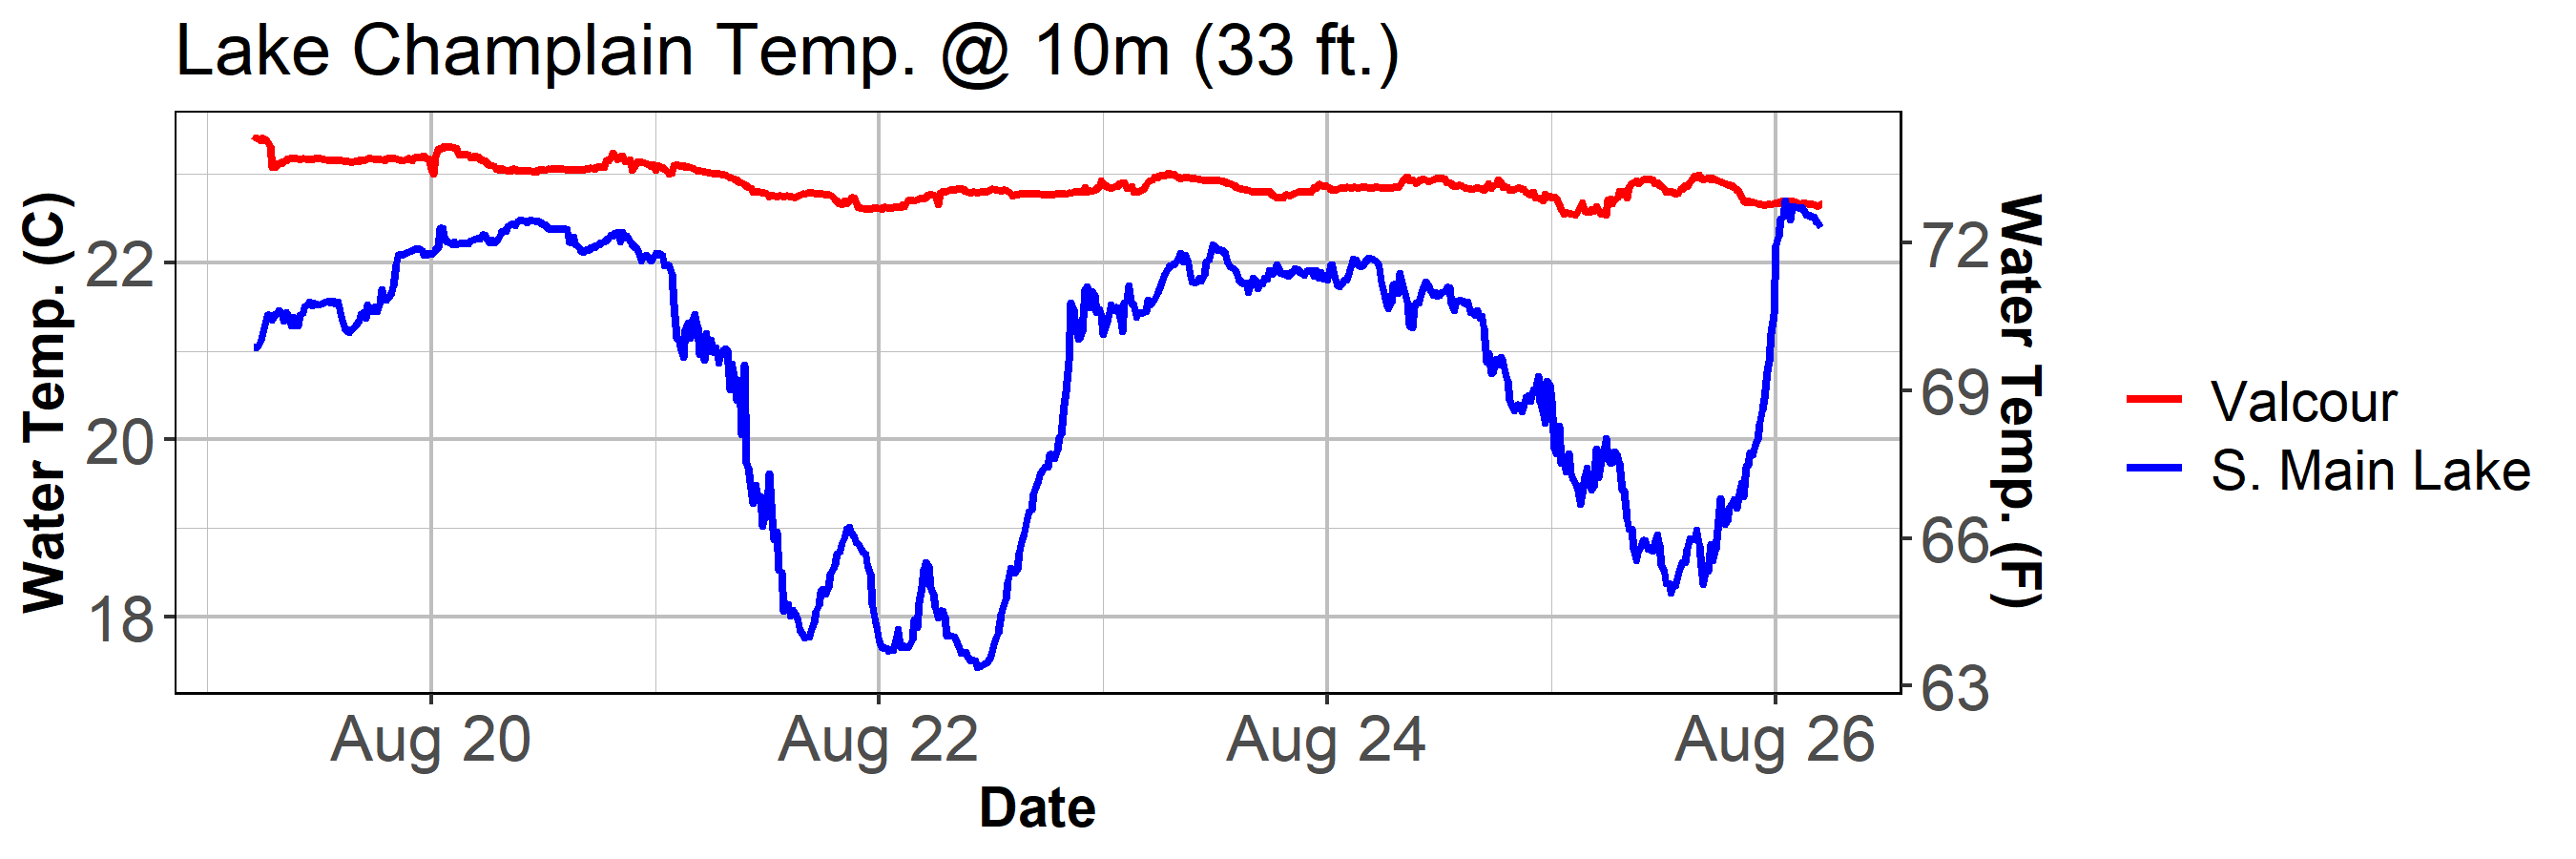 Lake Champlain Temp. @ 10m (33 ft.)
Water Temp. (C)
22
20
18
72
69
66
63
Water Temp. (F)
Aug 20
Aug 22
Aug 24
Aug 26
Date
Valcour
S. Main Lake